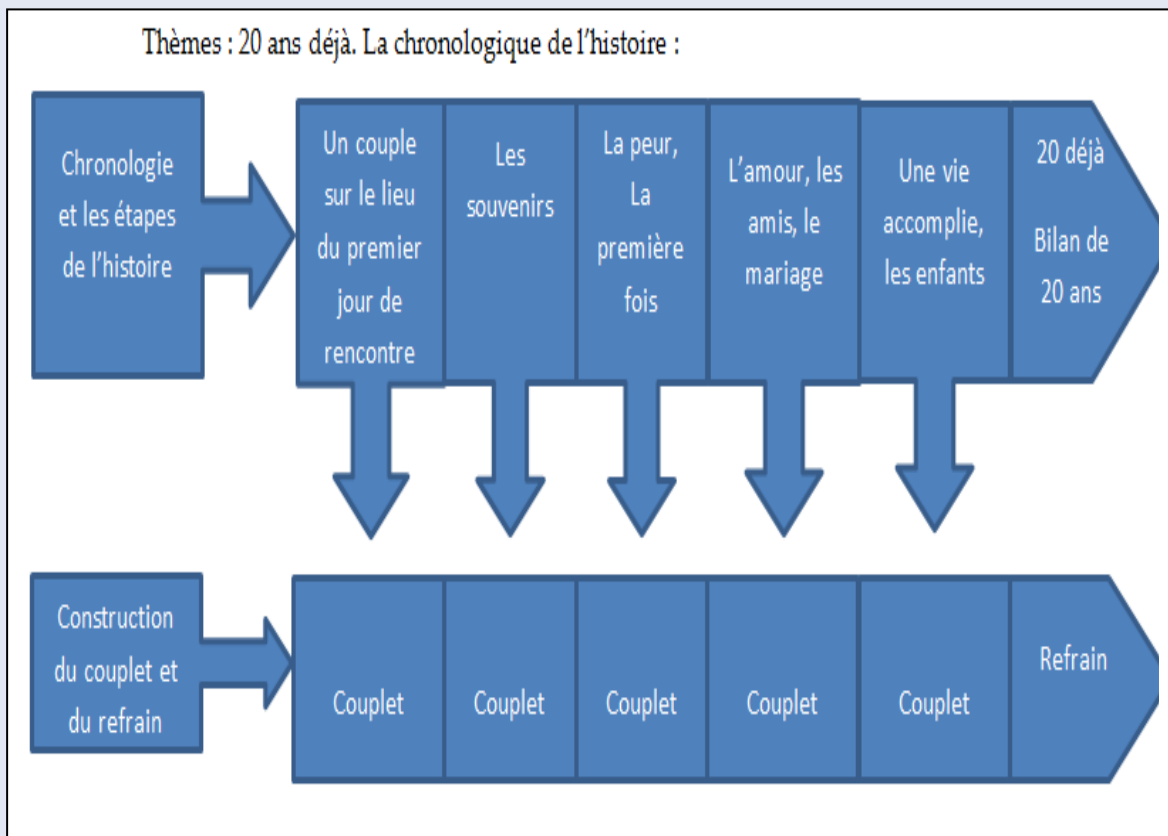 Thèmes : 20 ans déjà. La chronologique de l'histoire :
Chronologie
et les étapes
de l'histoire
Un couple
sur le lieu
du premier
jour de
rencontre
Les
souvenirs
La peur,
La
première
fois
L'amour, les
amis, le
mariage
Une vie
accomplie,
les enfants
20 déjà
Bilan de
20 ans
Construction
du couplet et
du refrain
Couplet
Couplet
Couplet
Couplet
Couplet
Refrain